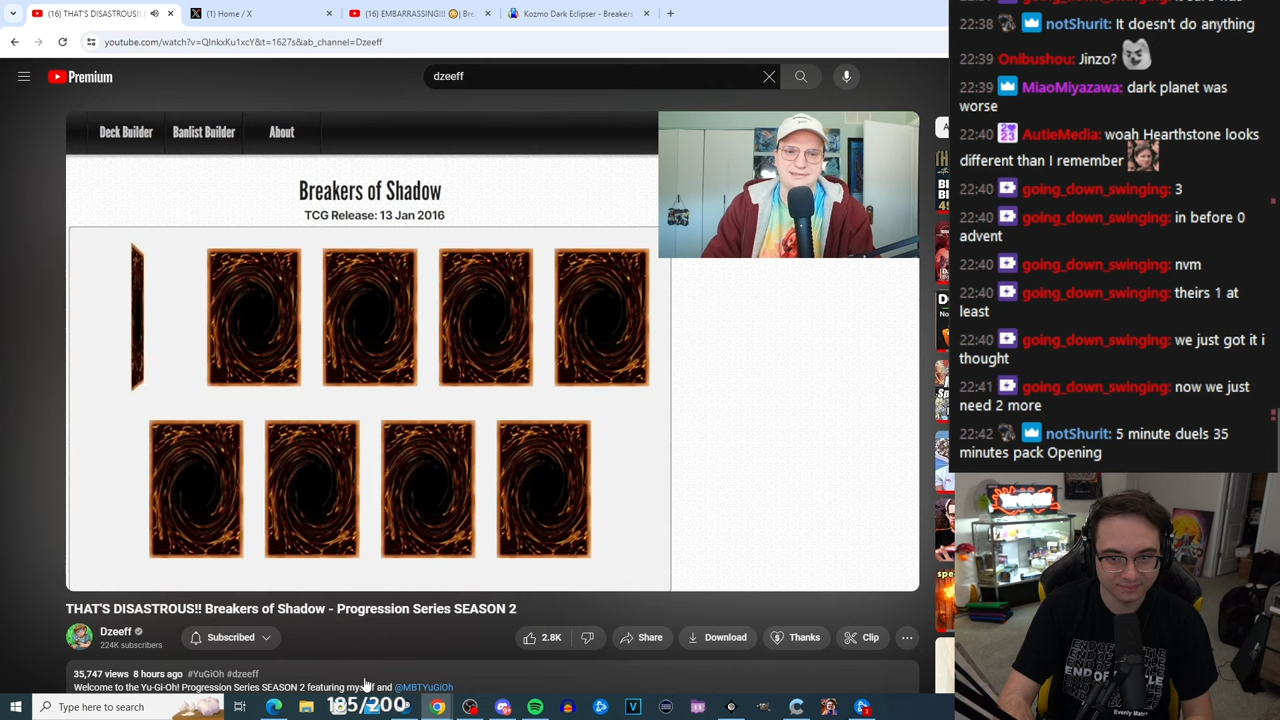 (16) THAT'S DISASTROUS!!
(1) Home / X
(16) EMBARRASSING!!!
Kozmo Dark Eclipser - Breakers
youtube.com/watch?v=QInkxKu1xcY&t=1627s&ab_channel=Dzeeff
Premium
dzeeff
Deck Builder
Banlist Builder
About
Breakers of Shadow
TCG Release: 13 Jan 2016
THAT'S DISASTROUS!! Breakers of Shadow - Progression Series SEASON 2
Dzeeff
224K subscribers
Subscribed
2.8K
Share
Download
Thanks
Clip
35,747 views 8 hours ago #YuGiOh #dzeeff
Welcome to the Yu-Gi-Oh! Progression Series SEASON 2 featuring myself and @MBTYuGiOh
Type here to search
185/200
22:38 notShurit: It doesn't do anything
22:39 Onibushou: Jinzo?
22:39 MiaoMiyazawa: dark planet was
worse
22:40 AutieMedia: woah Hearthstone looks
different than I remember
22:40 going_down_swinging: 3
22:40 going_down_swinging: in before 0
advent
22:40 going_down_swinging: nvm
22:40 going_down_swinging: theirs 1 at
least
22:40 going_down_swinging: we just got it i
thought
22:41 going_down_swinging: now we just
need 2 more
22:42 notShurit: 5 minute duels 35
minutes pack Opening
END OF
Evenly Match